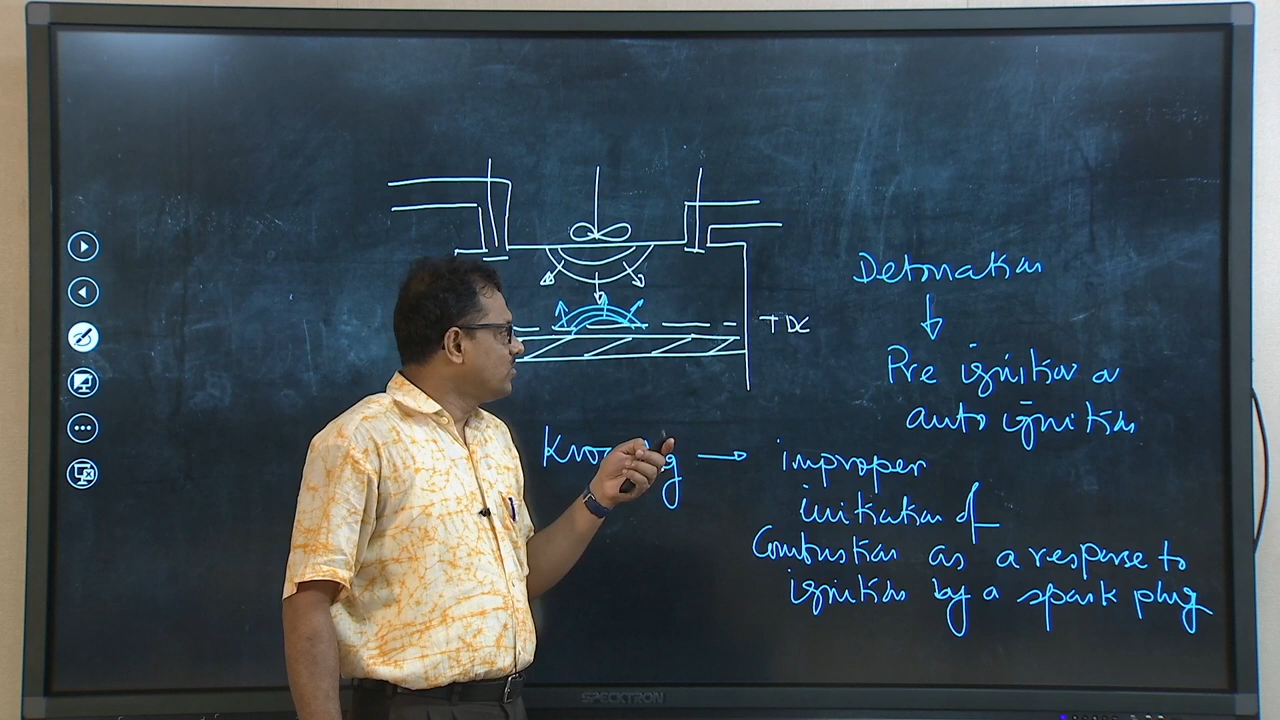 Detonation
TDC
Pre ignition or
auto ignition
→ improper
initiation of
Combustion as a response to
ignition by a spark plug
SPECKTRON